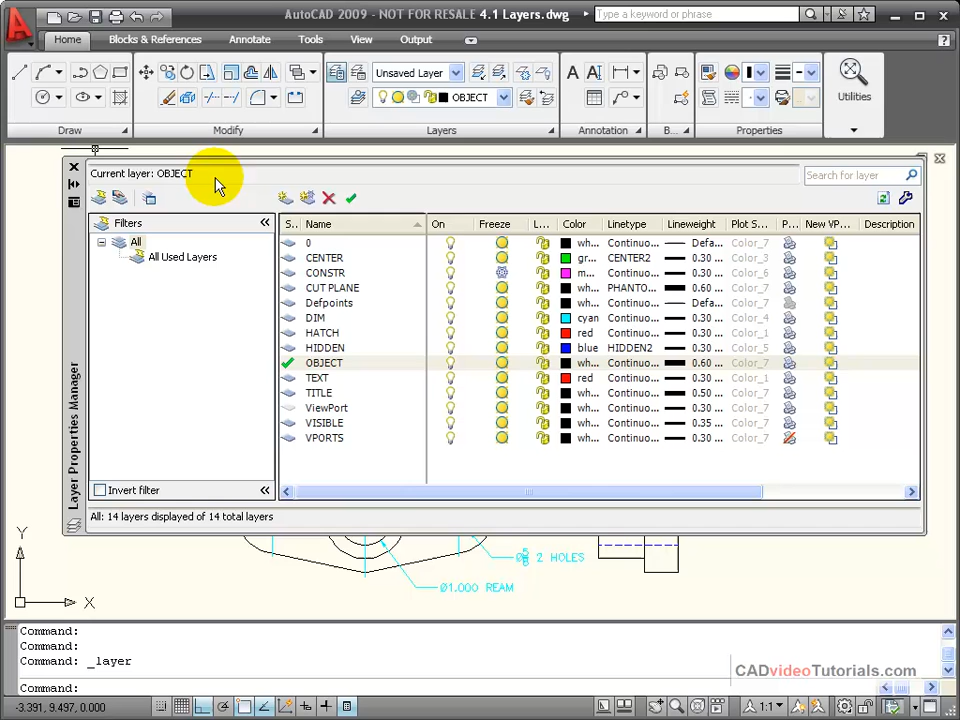 AutoCAD 2009 - NOT FOR RESALE 4.1 Layers.dwg
Type a keyword or phrase
Home Blocks & References Annotate Tools View Output
Unsaved Layer
OBJECT
Utilities
Draw Modify Layers Annotation B... Properties
Current layer: OBJECT
Search for layer
Filters
All
All Used Layers
S.. Name On Freeze L... Color Linetype Lineweight Plot S... P... New VP... Description
0 wh... Continuo... Defa... Color_7
CENTER gr... CENTER2 0.30 Color_3
CONSTR m... Continuo... 0.30 Color_6
CUT PLANE wh... PHANTO... 0.60 Color_7
Defpoints wh... Continuo... Defa... Color_7
DIM cyan Continuo... 0.30 Color_4
HATCH red Continuo... 0.30 Color_1
HIDDEN blue HIDDEN2 0.30 Color_5
OBJECT wh... Continuo... 0.60 Color_7
TEXT red Continuo... 0.30 Color_1
TITLE wh... Continuo... 0.50 Color_7
ViewPort wh... Continuo... 0.30 Color_7
VISIBLE wh... Continuo... 0.35 Color_7
VPORTS wh... Continuo... 0.30 Color_7
Layer Properties Manager
Invert filter
All: 14 layers displayed of 14 total layers
Y
X
2 HOLES
Ø1.000 REAM
Command:
Command:
Command: _layer
Command:
CADvideoTutorials.com
-3.391, 9.497, 0.000
1:1